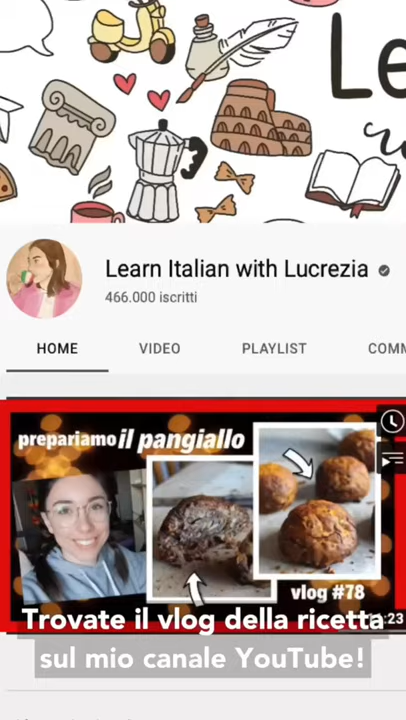 Le
Learn Italian with Lucrezia
466.000 iscritti
HOME VIDEO PLAYLIST COMM
prepariamo il pangiallo
vlog #78
:23
Trovate il vlog della ricetta
sul mio canale YouTube!